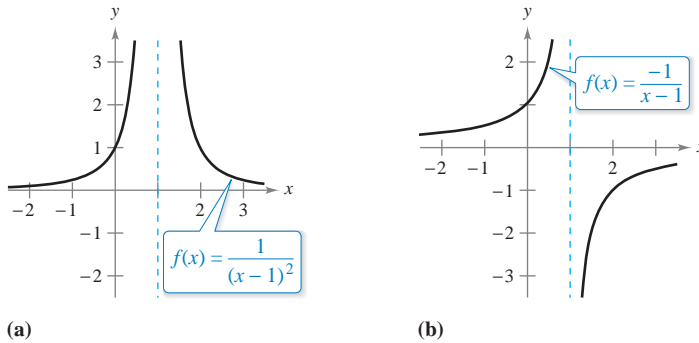 y
3
2
1
-2 -1 2 3 x
-1
-2
f(x) = 1/(x − 1)²
(a)
y
2
f(x) = −1/(x − 1)
-2 -1 2
-1
-2
-3
(b)